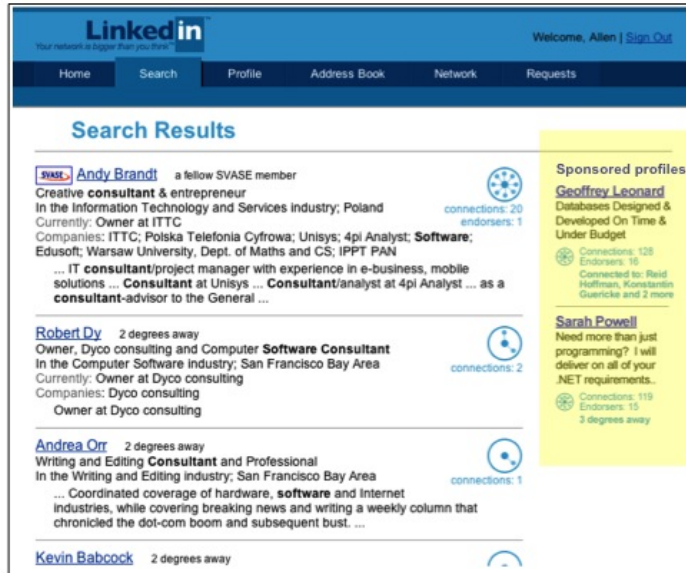 Linked in
Your network is bigger than you think
Welcome, Allen | Sign Out
Home Search Profile Address Book Network Requests
Search Results
SVASE Andy Brandt a fellow SVASE member
Creative consultant & entrepreneur
In the Information Technology and Services industry; Poland
Currently: Owner at ITTC
Companies: ITTC; Polska Telefonia Cyfrowa; Unisys; 4pi Analyst; Software;
Edusoft; Warsaw University, Dept. of Maths and CS; IPPT PAN
... IT consultant/project manager with experience in e-business, mobile
solutions ... Consultant at Unisys ... Consultant/analyst at 4pi Analyst ... as a
consultant-advisor to the General ...
connections: 20
endorsers: 1
Robert Dy 2 degrees away
Owner, Dyco consulting and Computer Software Consultant
In the Computer Software industry; San Francisco Bay Area
Currently: Owner at Dyco consulting
Companies: Dyco consulting
Owner at Dyco consulting
connections: 2
Andrea Orr 2 degrees away
Writing and Editing Consultant and Professional
In the Writing and Editing industry; San Francisco Bay Area
... Coordinated coverage of hardware, software and Internet
industries, while covering breaking news and writing a weekly column that
chronicled the dot-com boom and subsequent bust. ...
connections: 1
Kevin Babcock 2 degrees away
Sponsored profiles
Geoffrey Leonard
Databases Designed &
Developed On Time &
Under Budget
Connections: 128
Endorsers: 16
Connected to: Reid
Hoffman, Konstantin
Guericke and 2 more
Sarah Powell
Need more than just
programming? I will
deliver on all of your
.NET requirements..
Connections: 119
Endorsers: 15
3 degrees away